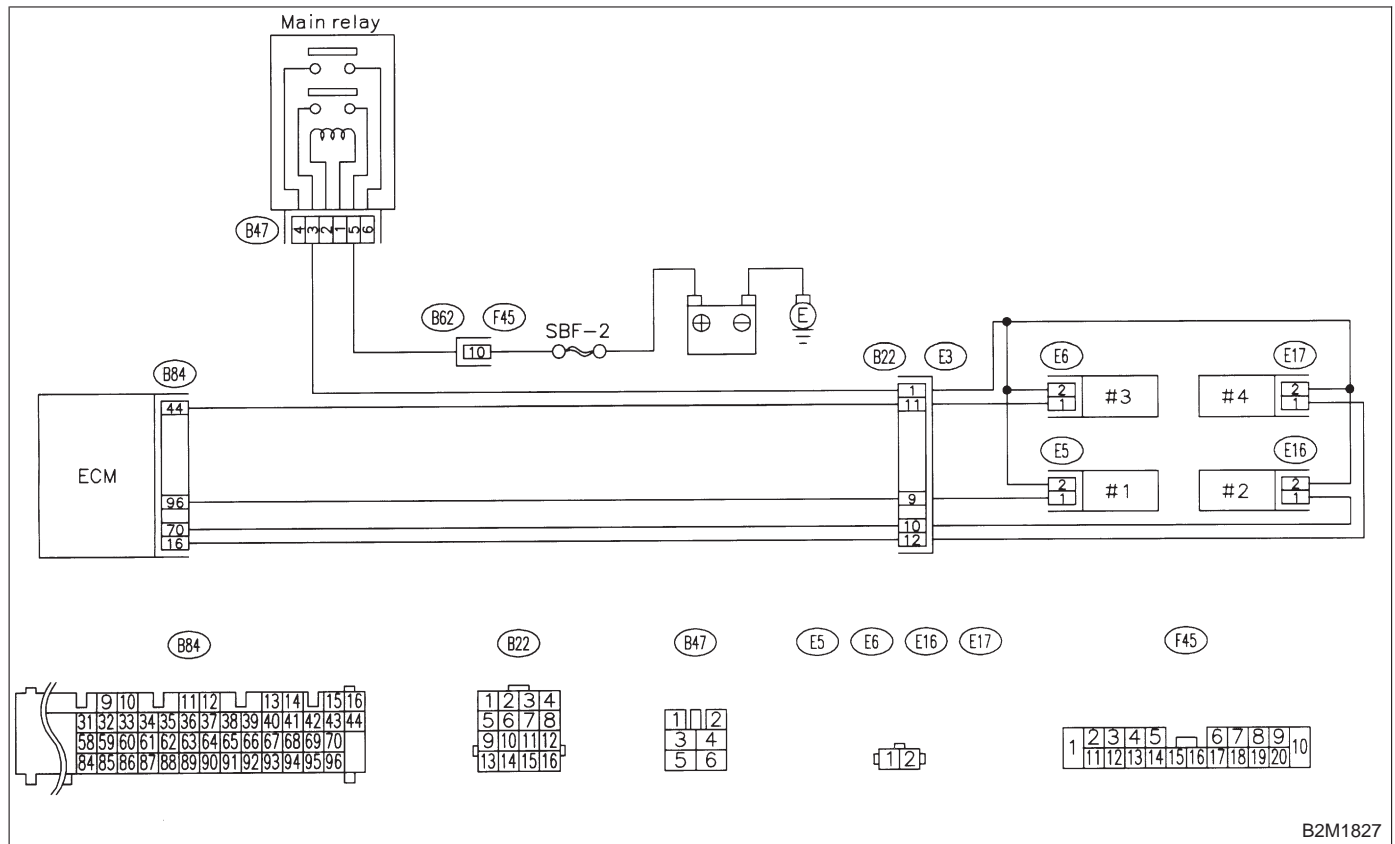 Main relay
B47
4 3 2 1 5 6
B62 F45 SBF-2
10
E
B84 B22 E3 E6 E17
44 1 2 #3 #4 2
11 1 1
ECM E5 E16
96 9 2 #1 #2 2
1 1
70 10
16 12
B84 B22 B47 E5 E6 E16 E17 F45
9 10 11 12 13 14 15 16
31 32 33 34 35 36 37 38 39 40 41 42 43 44
58 59 60 61 62 63 64 65 66 67 68 69 70
84 85 86 87 88 89 90 91 92 93 94 95 96
1 2 3 4
5 6 7 8
9 10 11 12
13 14 15 16
1 2
3 4
5 6
1 2
1 2 3 4 5 6 7 8 9 10
11 12 13 14 15 16 17 18 19 20
B2M1827